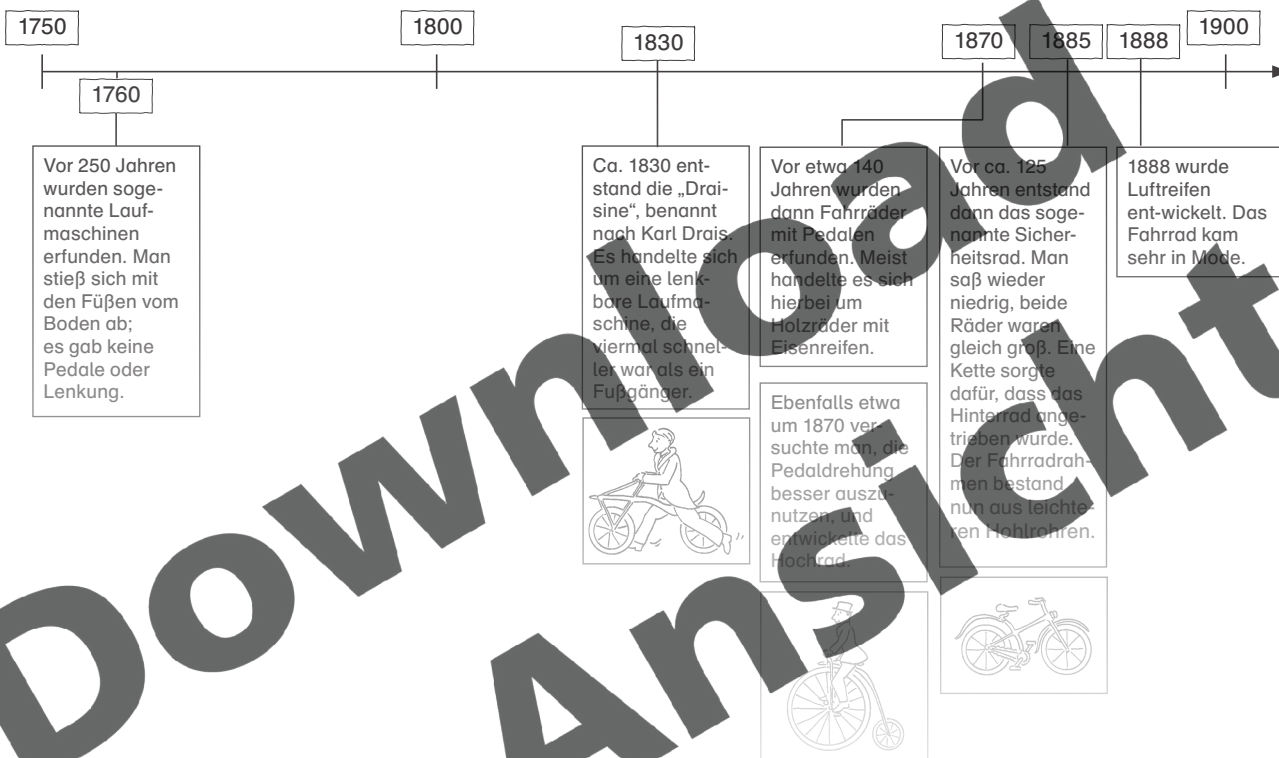 1750
1800
1830
1870
1885
1888
1900
1760
Vor 250 Jahren
wurden soge-
nannte Lauf-
maschinen
erfunden. Man
stieß sich mit
den Füßen vom
Boden ab;
es gab keine
Pedale oder
Lenkung.
Ca. 1830 ent-
stand die „Drai-
sine“, benannt
nach Karl Drais.
Es handelte sich
um eine lenk-
bare Laufma-
schine, die
viermal schnel-
ler war als ein
Fußgänger.
Vor etwa 140
Jahren wurden
dann Fahrräder
mit Pedalen
erfunden. Meist
handelte es sich
hierbei um
Holzräder mit
Eisenreifen.
Ebenfalls etwa
um 1870 ver-
suchte man, die
Pedaldrehung
besser auszu-
nutzen, und
entwickelte das
Hochrad.
Vor ca. 125
Jahren entstand
dann das soge-
nannte Sicher-
heitsrad. Man
saß wieder
niedrig, beide
Räder waren
gleich groß. Eine
Kette sorgte
dafür, dass das
Hinterrad ange-
trieben wurde.
Der Fahrradrah-
men bestand
nun aus leichte-
ren Hohlrohren.
1888 wurde
Luftreifen
ent-wickelt. Das
Fahrrad kam
sehr in Mode.
Download
Ansicht